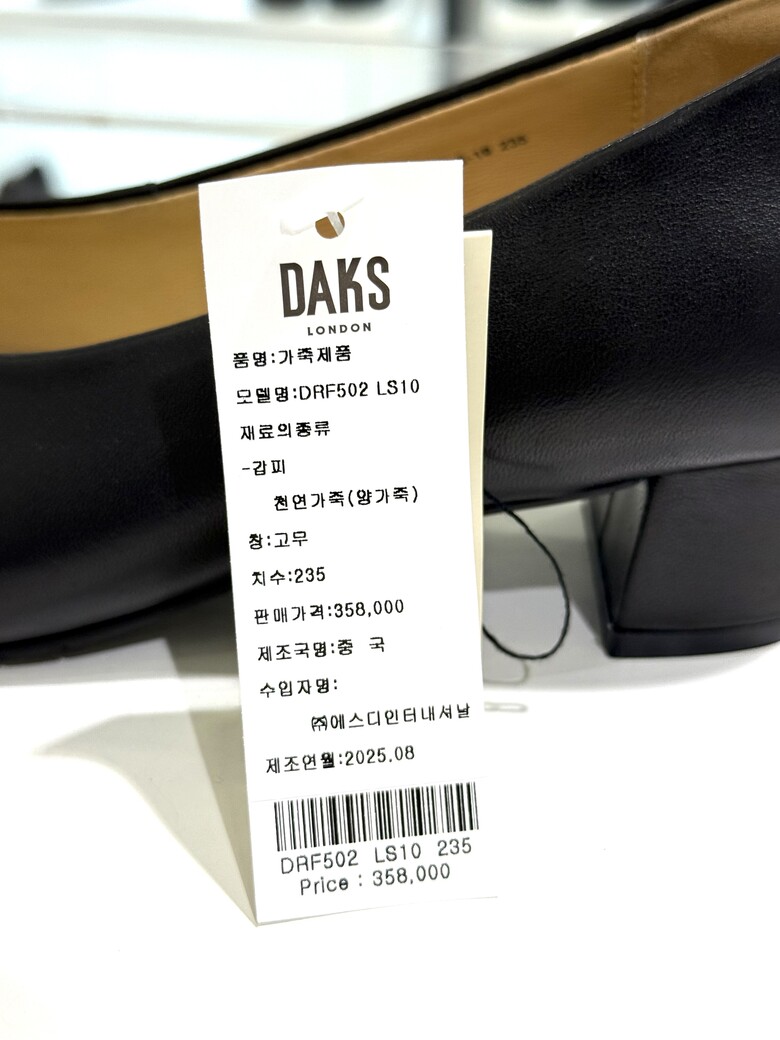 DAKS
LONDON
품명:가죽제품
모델명:DRF502 LS10
재료의종류
-갑피
천연가죽(양가죽)
창:고무
치수:235
판매가격:358,000
제조국명:중 국
수입자명:
㈜에스디인터내셔날
제조연월:2025.08
DRF502 LS10 235
Price : 358,000
235